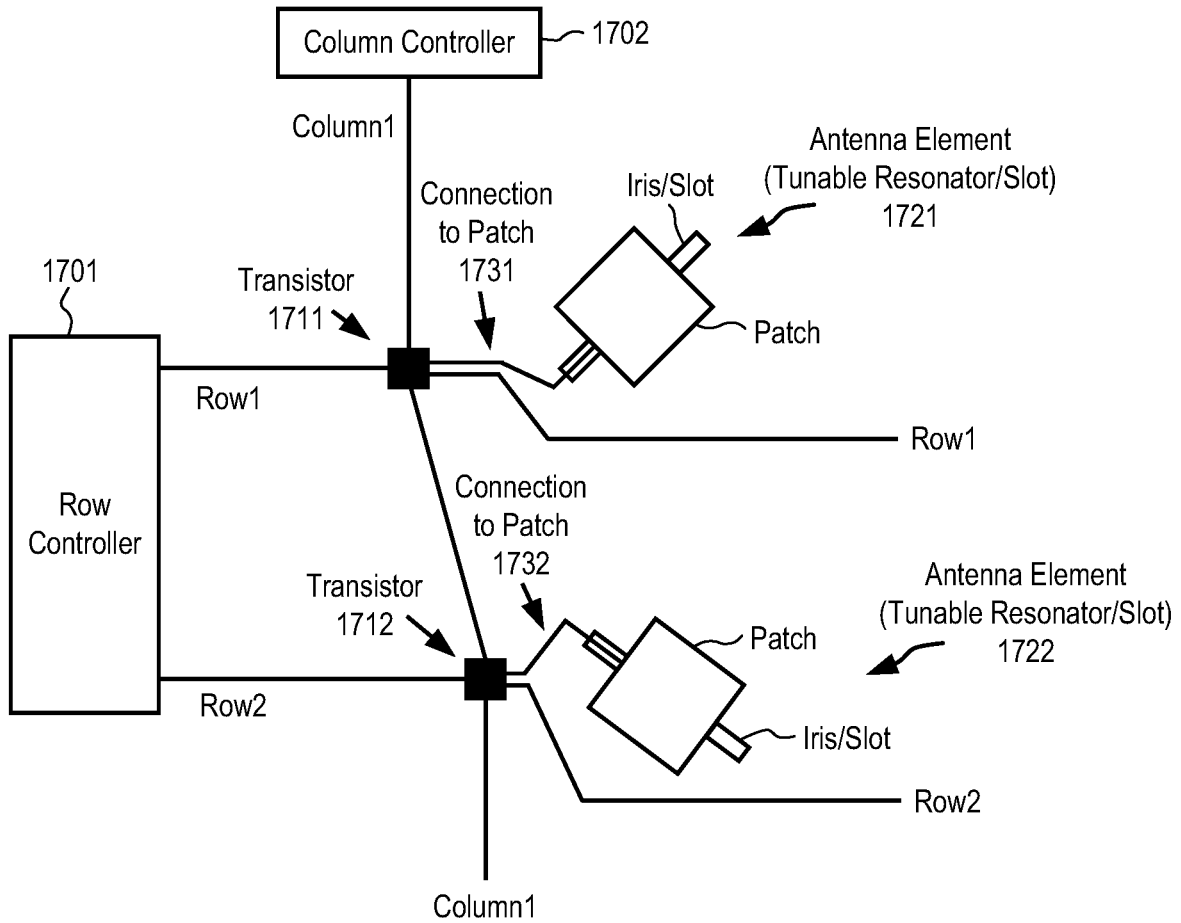 Column Controller
1702
Column1
Antenna Element
(Tunable Resonator/Slot)
1721
Iris/Slot
Connection
to Patch
1731
1701
Transistor
1711
Patch
Row1
Row1
Row
Controller
Connection
to Patch
1732
Transistor
1712
Antenna Element
(Tunable Resonator/Slot)
1722
Patch
Row2
Iris/Slot
Row2
Column1